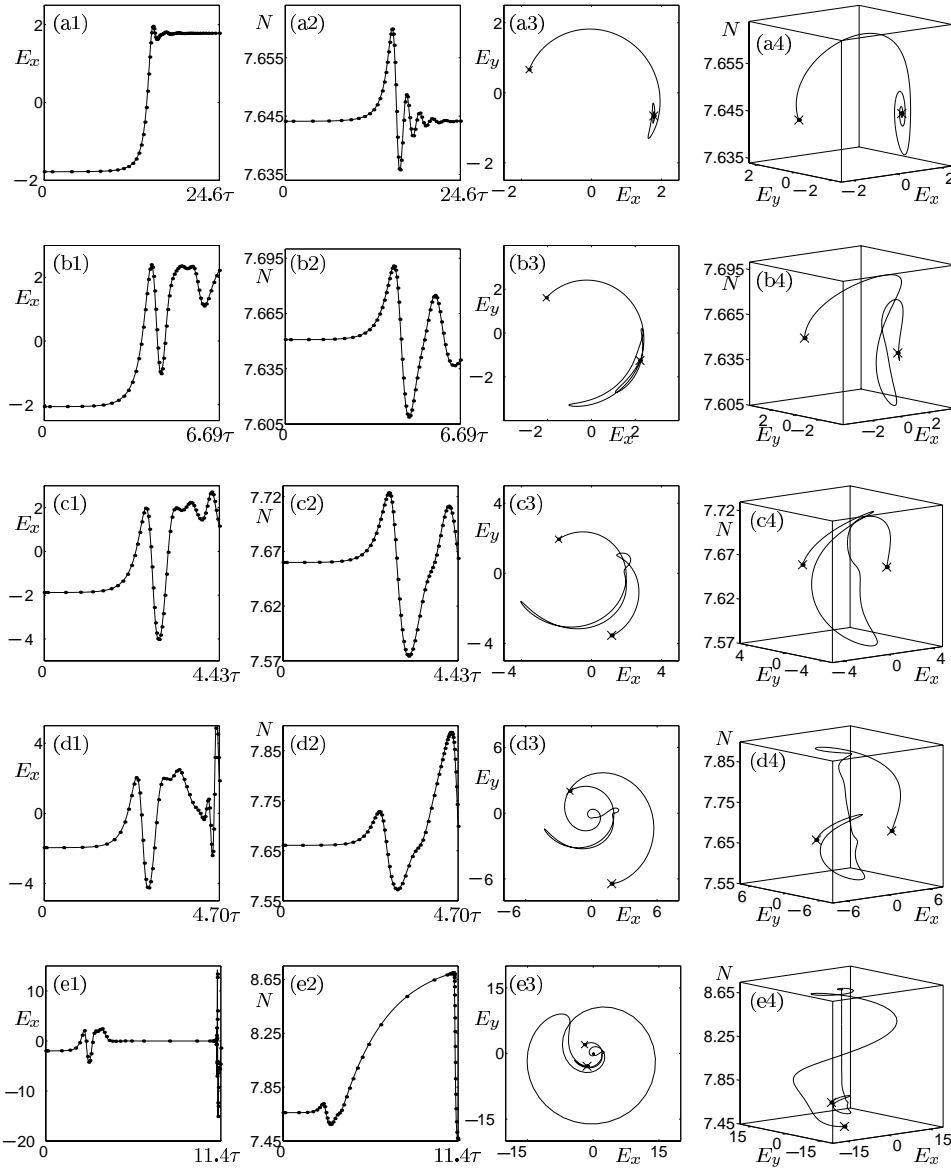 (a1)
2
E_x
0
−2
0
24.6τ
(a2)
N
7.655
7.645
7.635
0
24.6τ
(a3)
2
E_y
0
−2
−2
0
E_x
2
(a4)
N
7.655
7.645
7.635
2
E_y
−2
−2
0
E_x
2
(b1)
2
E_x
0
−2
0
6.69τ
(b2)
7.695
N
7.665
7.635
7.605
0
6.69τ
(b3)
2
E_y
0
−2
−2
0
E_x
2
(b4)
7.695
N
7.665
7.635
7.605
2
0
E_y
−2
−2
0
2
E_x
(c1)
2
E_x
0
−2
−4
0
4.43τ
(c2)
7.72
N
7.67
7.62
7.57
0
4.43τ
(c3)
4
E_y
0
−4
−4
0
E_x
4
(c4)
7.72
N
7.67
7.62
7.57
4
0
E_y
−4
−4
0
E_x
4
(d1)
4
E_x
0
−4
0
4.70τ
(d2)
N
7.85
7.75
7.65
7.55
0
4.70τ
(d3)
6
E_y
0
−6
−6
0
E_x
6
(d4)
N
7.85
7.75
7.65
7.55
6
0
E_y
−6
−6
0
E_x
6
(e1)
10
E_x
0
−10
−20
0
11.4τ
(e2)
8.65
N
8.25
7.85
7.45
0
11.4τ
(e3)
15
E_y
0
−15
−15
0
E_x
15
(e4)
N
8.65
8.25
7.85
7.45
15
0
E_y
−15
−15
0
E_x
15